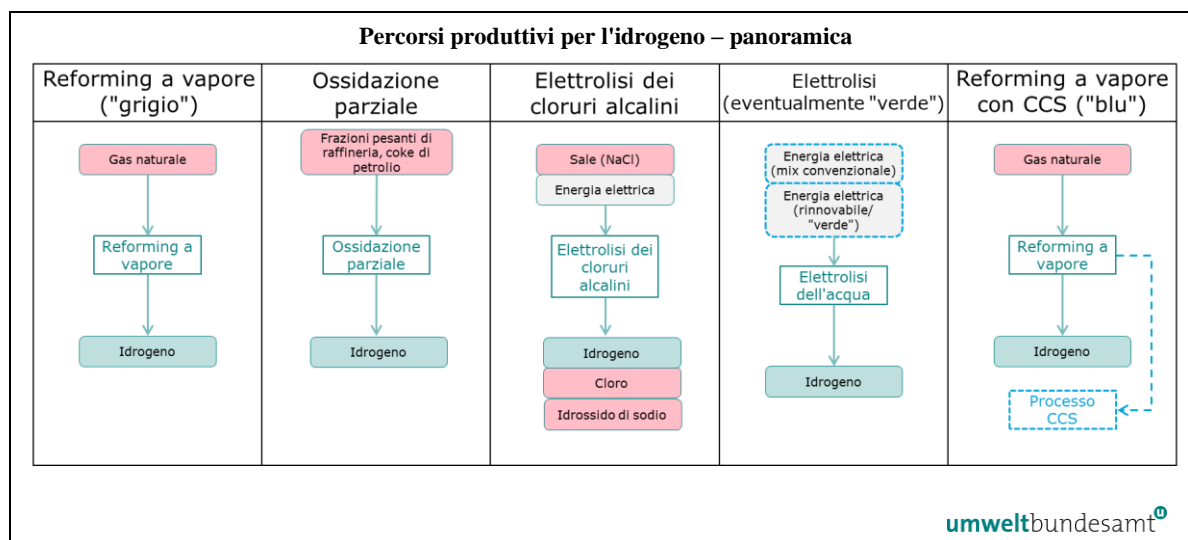 Percorsi produttivi per l'idrogeno – panoramica
Reforming a vapore
("grigio")
Gas naturale
Reforming a
vapore
Idrogeno
Ossidazione
parziale
Frazioni pesanti di
raffineria, coke di
petrolio
Ossidazione
parziale
Idrogeno
Elettrolisi dei
cloruri alcalini
Sale (NaCl)
Energia elettrica
Elettrolisi dei
cloruri
alcalini
Idrogeno
Cloro
Idrossido di sodio
Elettrolisi
(eventualmente "verde")
Energia elettrica
(mix convenzionale)
Energia elettrica
(rinnovabile/
"verde")
Elettrolisi
dell'acqua
Idrogeno
Reforming a vapore
con CCS ("blu")
Gas naturale
Reforming a
vapore
Idrogeno
Processo
CCS
umweltbundesamt u